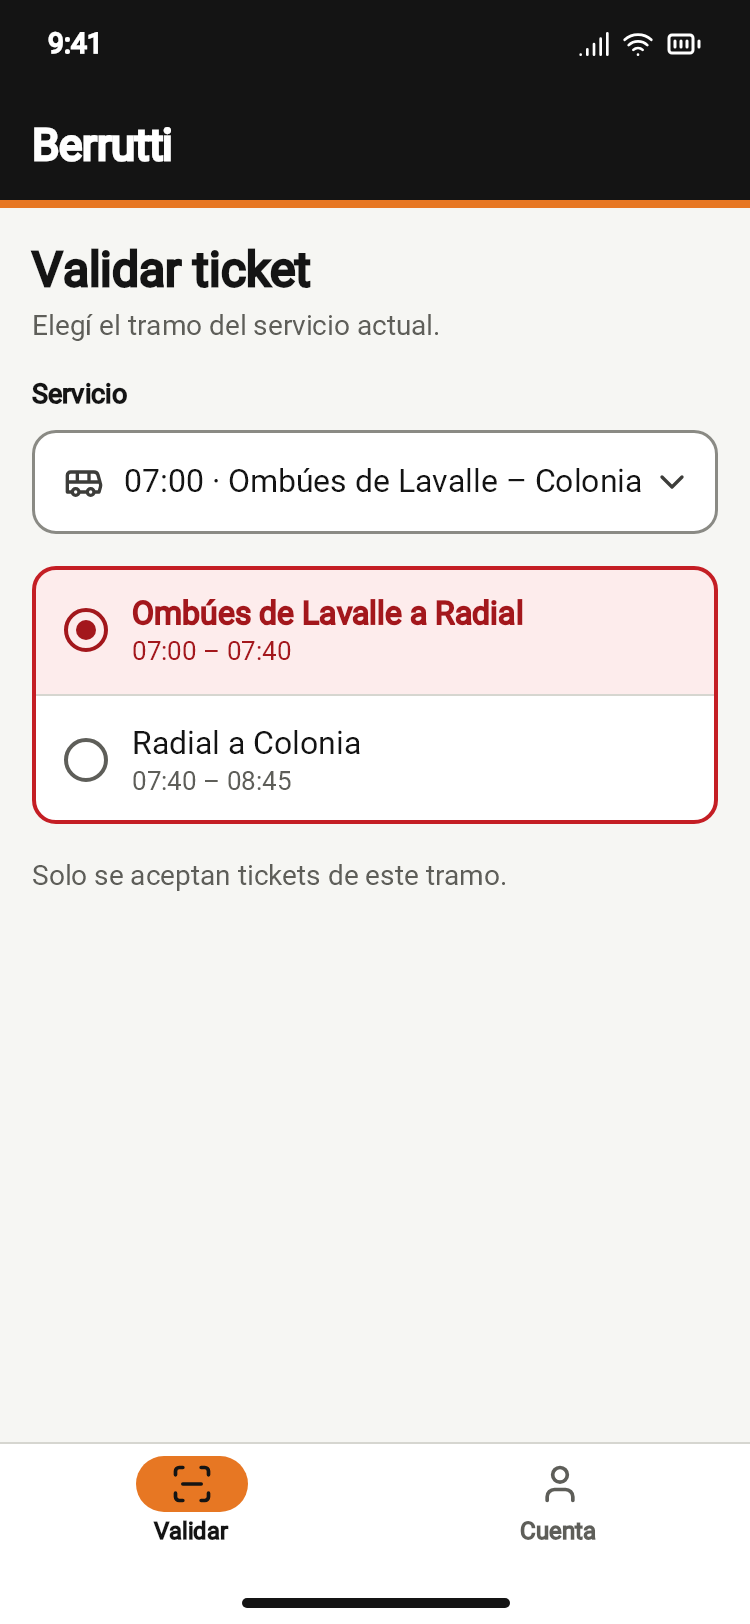 9:41
Berrutti
Validar ticket
Elegí el tramo del servicio actual.
Servicio
07:00 · Ombúes de Lavalle – Colonia
Ombúes de Lavalle a Radial
07:00 – 07:40
Radial a Colonia
07:40 – 08:45
Solo se aceptan tickets de este tramo.
Validar
Cuenta